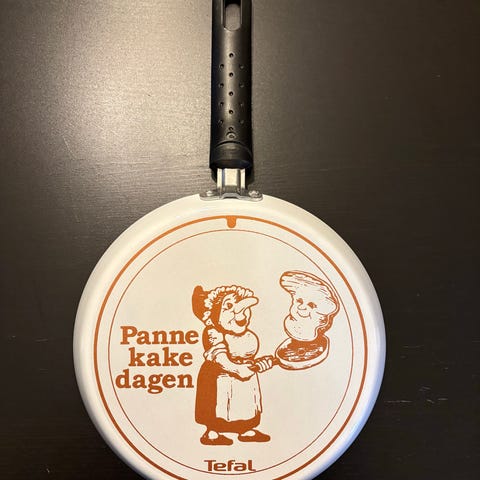 Panne
kake
dagen
Tefal